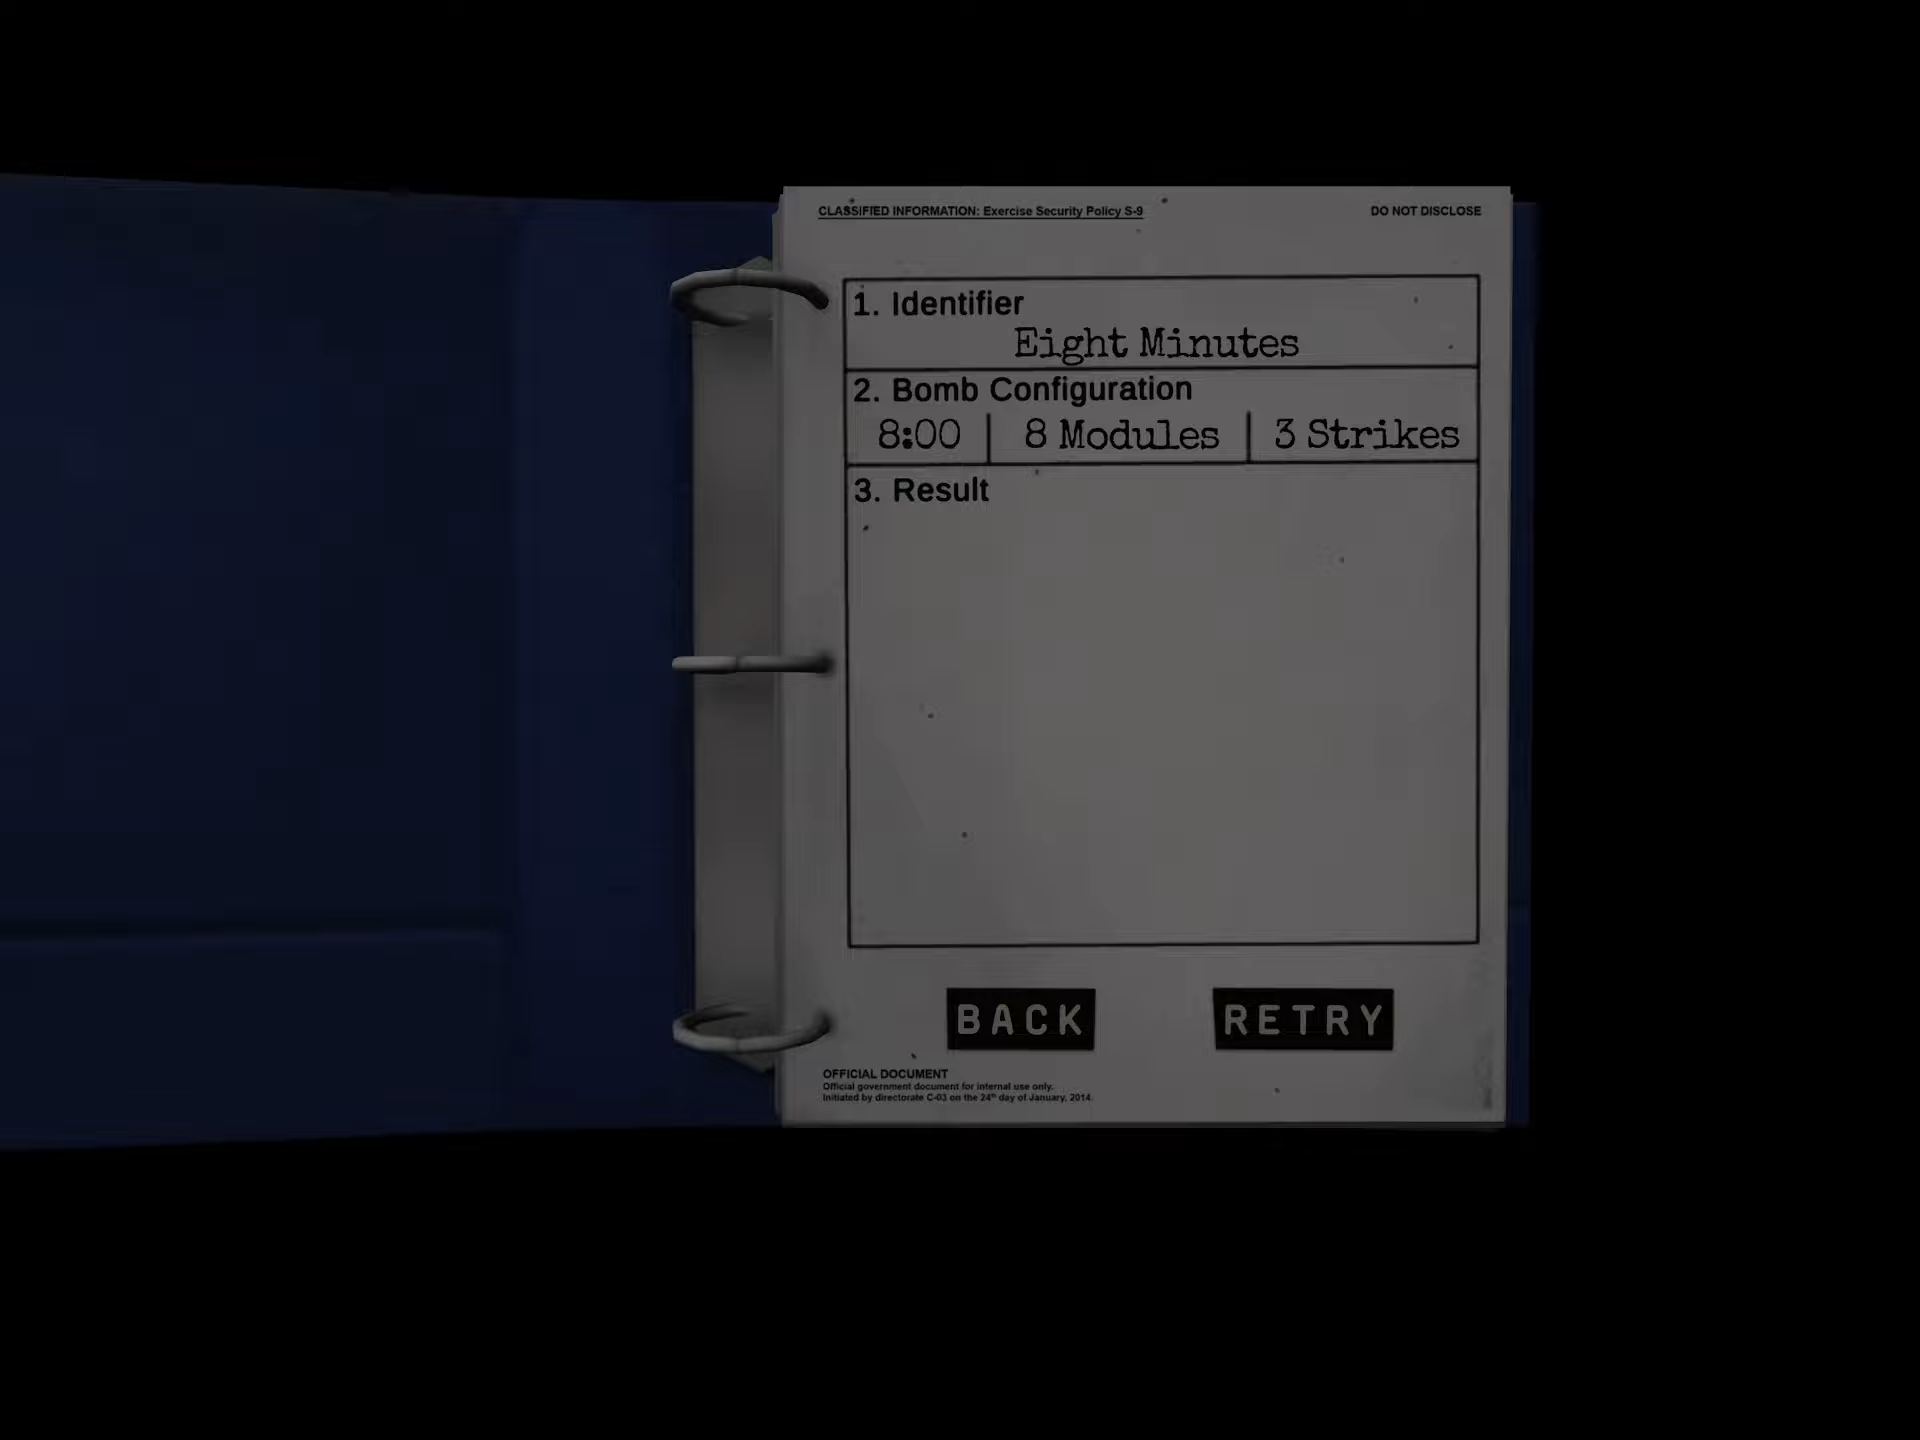 CLASSIFIED INFORMATION: Exercise Security Policy S-9
DO NOT DISCLOSE
1. Identifier
Eight Minutes
2. Bomb Configuration
8:00 8 Modules 3 Strikes
3. Result
BACK RETRY
OFFICIAL DOCUMENT
Official government document for internal use only.
Initiated by directorate C-03 on the 24th day of January, 2014.